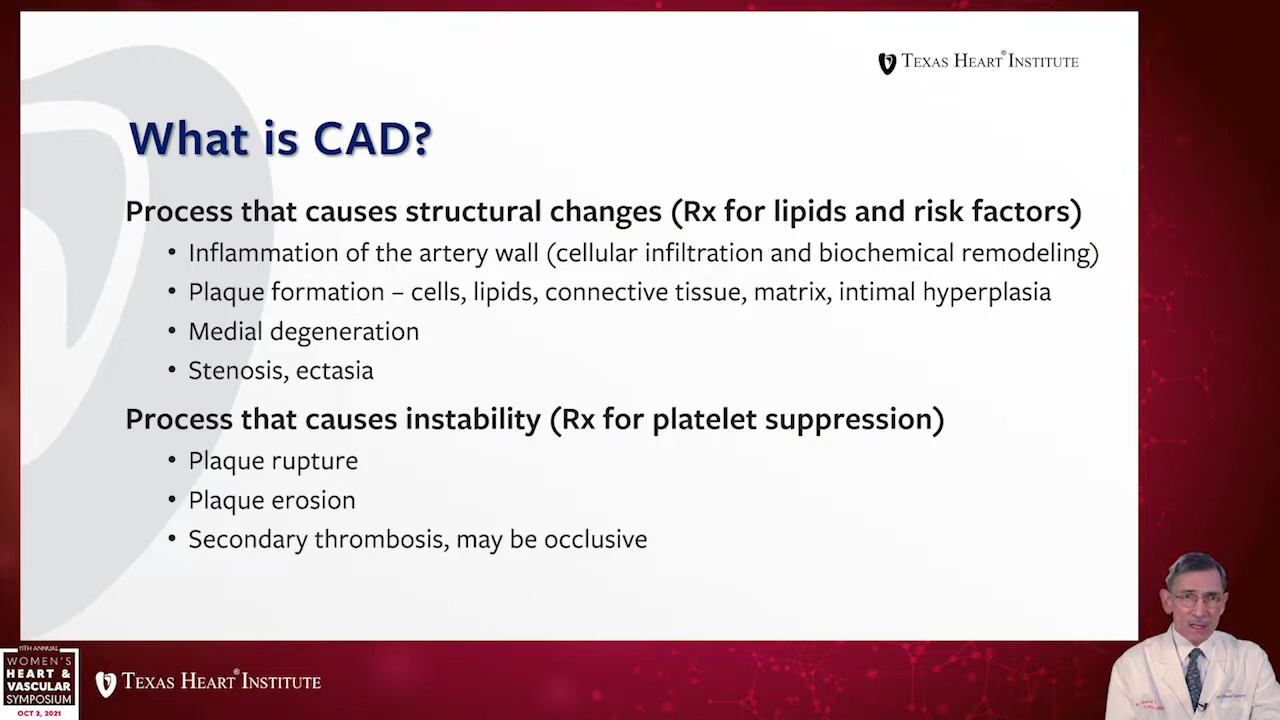 TEXAS HEART® INSTITUTE
What is CAD?
Process that causes structural changes (Rx for lipids and risk factors)
• Inflammation of the artery wall (cellular infiltration and biochemical remodeling)
• Plaque formation – cells, lipids, connective tissue, matrix, intimal hyperplasia
• Medial degeneration
• Stenosis, ectasia
Process that causes instability (Rx for platelet suppression)
• Plaque rupture
• Plaque erosion
• Secondary thrombosis, may be occlusive
11TH ANNUAL
WOMEN'S
HEART &
VASCULAR
SYMPOSIUM
OCT 2, 2021
TEXAS HEART® INSTITUTE